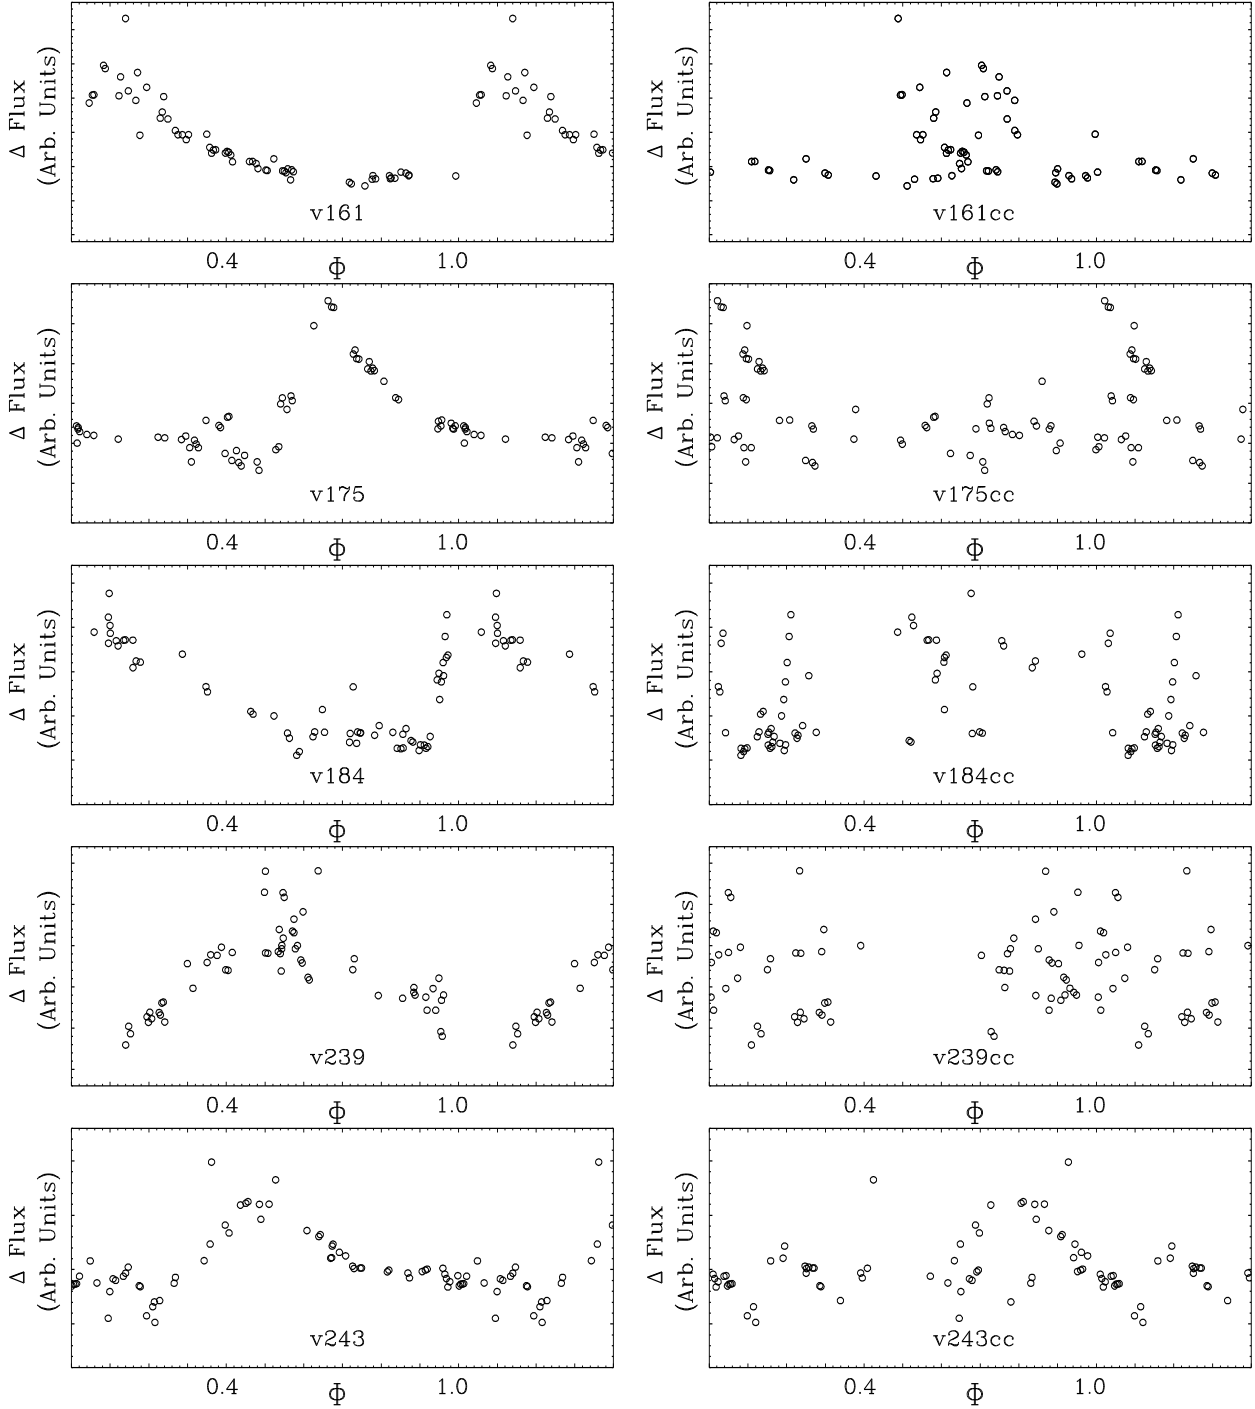 Δ Flux
(Arb. Units)
v161
0.4 Φ 1.0
Δ Flux
(Arb. Units)
v161cc
0.4 Φ 1.0
Δ Flux
(Arb. Units)
v175
0.4 Φ 1.0
Δ Flux
(Arb. Units)
v175cc
0.4 Φ 1.0
Δ Flux
(Arb. Units)
v184
0.4 Φ 1.0
Δ Flux
(Arb. Units)
v184cc
0.4 Φ 1.0
Δ Flux
(Arb. Units)
v239
0.4 Φ 1.0
Δ Flux
(Arb. Units)
v239cc
0.4 Φ 1.0
Δ Flux
(Arb. Units)
v243
0.4 Φ 1.0
Δ Flux
(Arb. Units)
v243cc
0.4 Φ 1.0